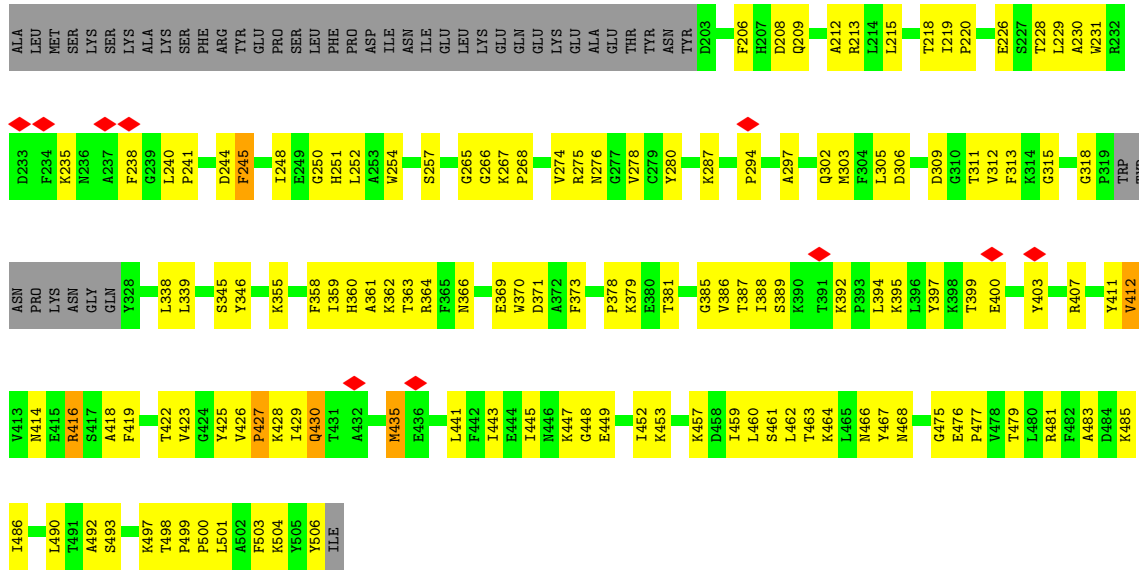 ALA LEU MET SER LYS SER LYS ALA LYS SER PHE ARG TYR GLU PRO SER LEU PHE PRO ASP ILE ASN ILE GLU LEU LYS GLU GLN GLU LYS GLU ALA GLU THR TYR ASN TYR D203 F206 H207 D208 Q209 A212 R213 L214 L215 T218 I219 P220 E226 S227 T228 L229 A230 W231 R232
D233 F234 K235 N236 A237 F238 G239 L240 P241 D244 F245 I248 E249 G250 H251 L252 A253 W254 S257 G265 G266 K267 P268 V274 R275 N276 G277 V278 C279 Y280 K287 P294 A297 Q302 M303 F304 L305 D306 D309 G310 T311 V312 F313 K314 G315 G318 P319 TRP
ASN PRO LYS ASN GLY GLN Y328 L338 L339 S345 Y346 K355 F358 I359 H360 A361 K362 T363 R364 F365 N366 E369 W370 D371 A372 F373 P378 K379 E380 T381 G385 V386 T387 I388 S389 K390 T391 K392 P393 L394 K395 L396 Y397 K398 T399 E400 Y403 R407 Y411 V412
V413 N414 E415 R416 S417 A418 F419 T422 V423 G424 Y425 V426 P427 K428 I429 Q430 T431 A432 M435 E436 L441 F442 I443 E444 I445 N446 K447 G448 E449 I452 K453 K457 D458 I459 L460 S461 L462 T463 K464 L465 N466 Y467 N468 G475 E476 P477 V478 T479 L480 R481 F482 A483 D484 K485
I486 L490 T491 A492 S493 K497 T498 P499 P500 L501 A502 F503 K504 Y505 Y506 ILE